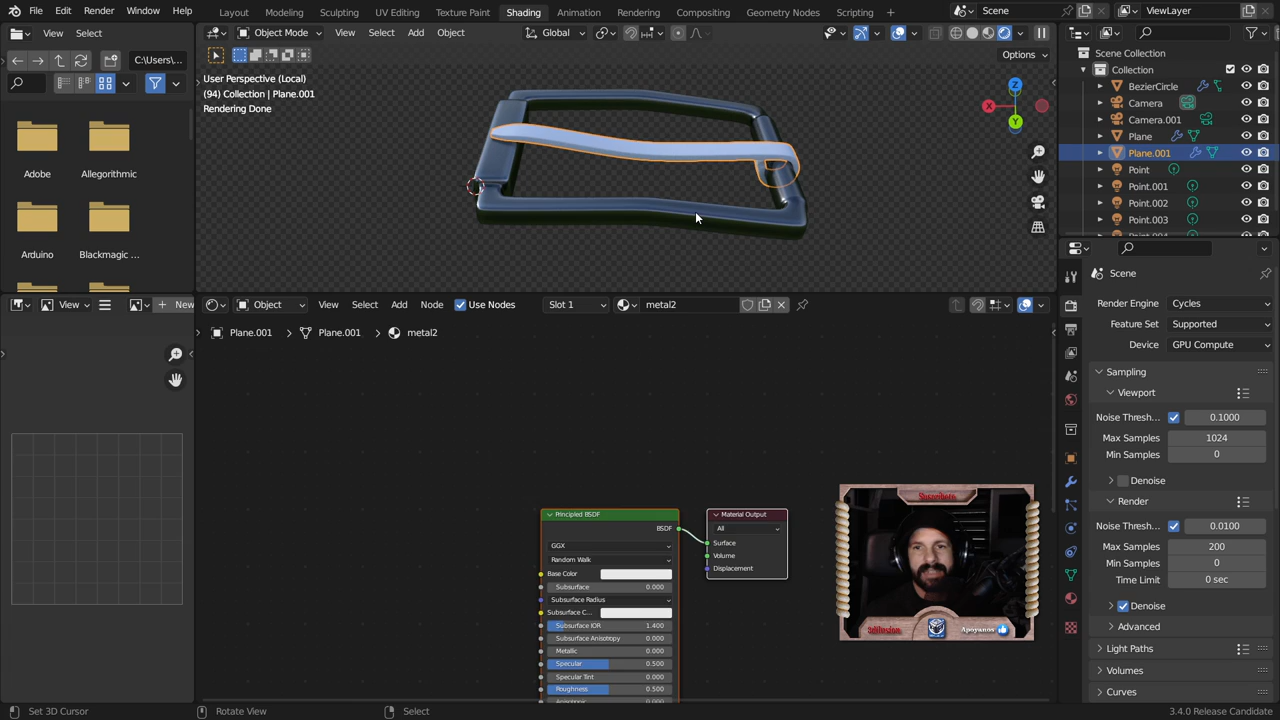 File Edit Render Window Help Layout Modeling Sculpting UV Editing Texture Paint Shading Animation Rendering Compositing Geometry Nodes Scripting Scene ViewLayer
View Select Object Mode View Select Add Object Global
C:\Users\... Options
User Perspective (Local)
(94) Collection | Plane.001
Rendering Done
Adobe Allegorithmic
Arduino Blackmagic ...
X Y Z
Scene Collection
Collection
BezierCircle
Camera
Camera.001
Plane
Plane.001
Point
Point.001
Point.002
Point.003
View New Object View Select Add Node Use Nodes Slot 1 metal2
Plane.001 > Plane.001 > metal2
Principled BSDF
BSDF
GGX
Random Walk
Base Color
Subsurface 0.000
Subsurface Radius
Subsurface C...
Subsurface IOR 1.400
Subsurface Anisotropy 0.000
Metallic 0.000
Specular 0.500
Specular Tint 0.000
Roughness 0.500
Material Output
All
Surface
Volume
Displacement
Suscribete
Apoyanos
Scene
Render Engine Cycles
Feature Set Supported
Device GPU Compute
Sampling
Viewport
Noise Thresh... 0.1000
Max Samples 1024
Min Samples 0
Denoise
Render
Noise Thresh... 0.0100
Max Samples 200
Min Samples 0
Time Limit 0 sec
Denoise
Advanced
Light Paths
Volumes
Curves
Set 3D Cursor Rotate View Select 3.4.0 Release Candidate